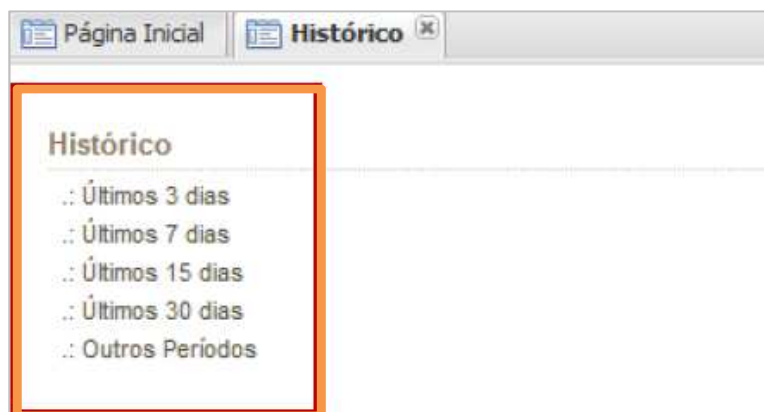 Página Inicial Histórico
Histórico
.: Últimos 3 dias
.: Últimos 7 dias
.: Últimos 15 dias
.: Últimos 30 dias
.: Outros Períodos